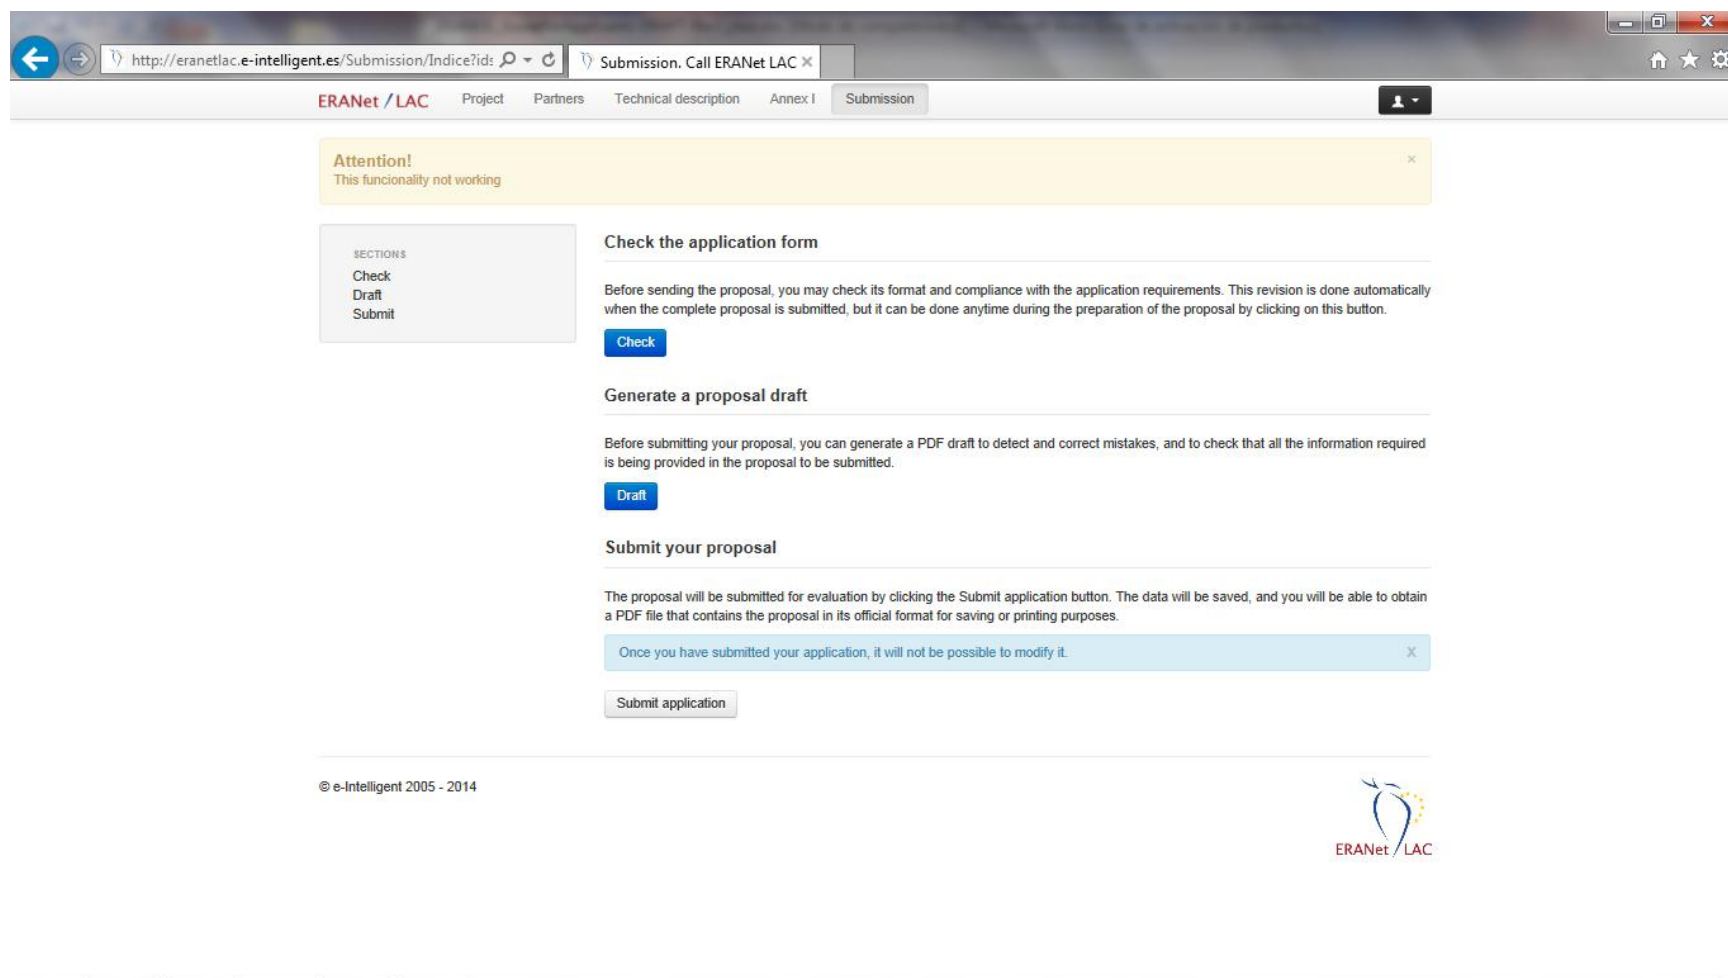 http://eranetlac.e-intelligent.es/Submission/Indice?ids
Submission. Call ERANet LAC
ERANet / LAC Project Partners Technical description Annex I Submission
Attention!
This funcionality not working
SECTIONS
Check
Draft
Submit
Check the application form
Before sending the proposal, you may check its format and compliance with the application requirements. This revision is done automatically
when the complete proposal is submitted, but it can be done anytime during the preparation of the proposal by clicking on this button.
Check
Generate a proposal draft
Before submitting your proposal, you can generate a PDF draft to detect and correct mistakes, and to check that all the information required
is being provided in the proposal to be submitted.
Draft
Submit your proposal
The proposal will be submitted for evaluation by clicking the Submit application button. The data will be saved, and you will be able to obtain
a PDF file that contains the proposal in its official format for saving or printing purposes.
Once you have submitted your application, it will not be possible to modify it.
Submit application
© e-Intelligent 2005 - 2014
ERANet / LAC